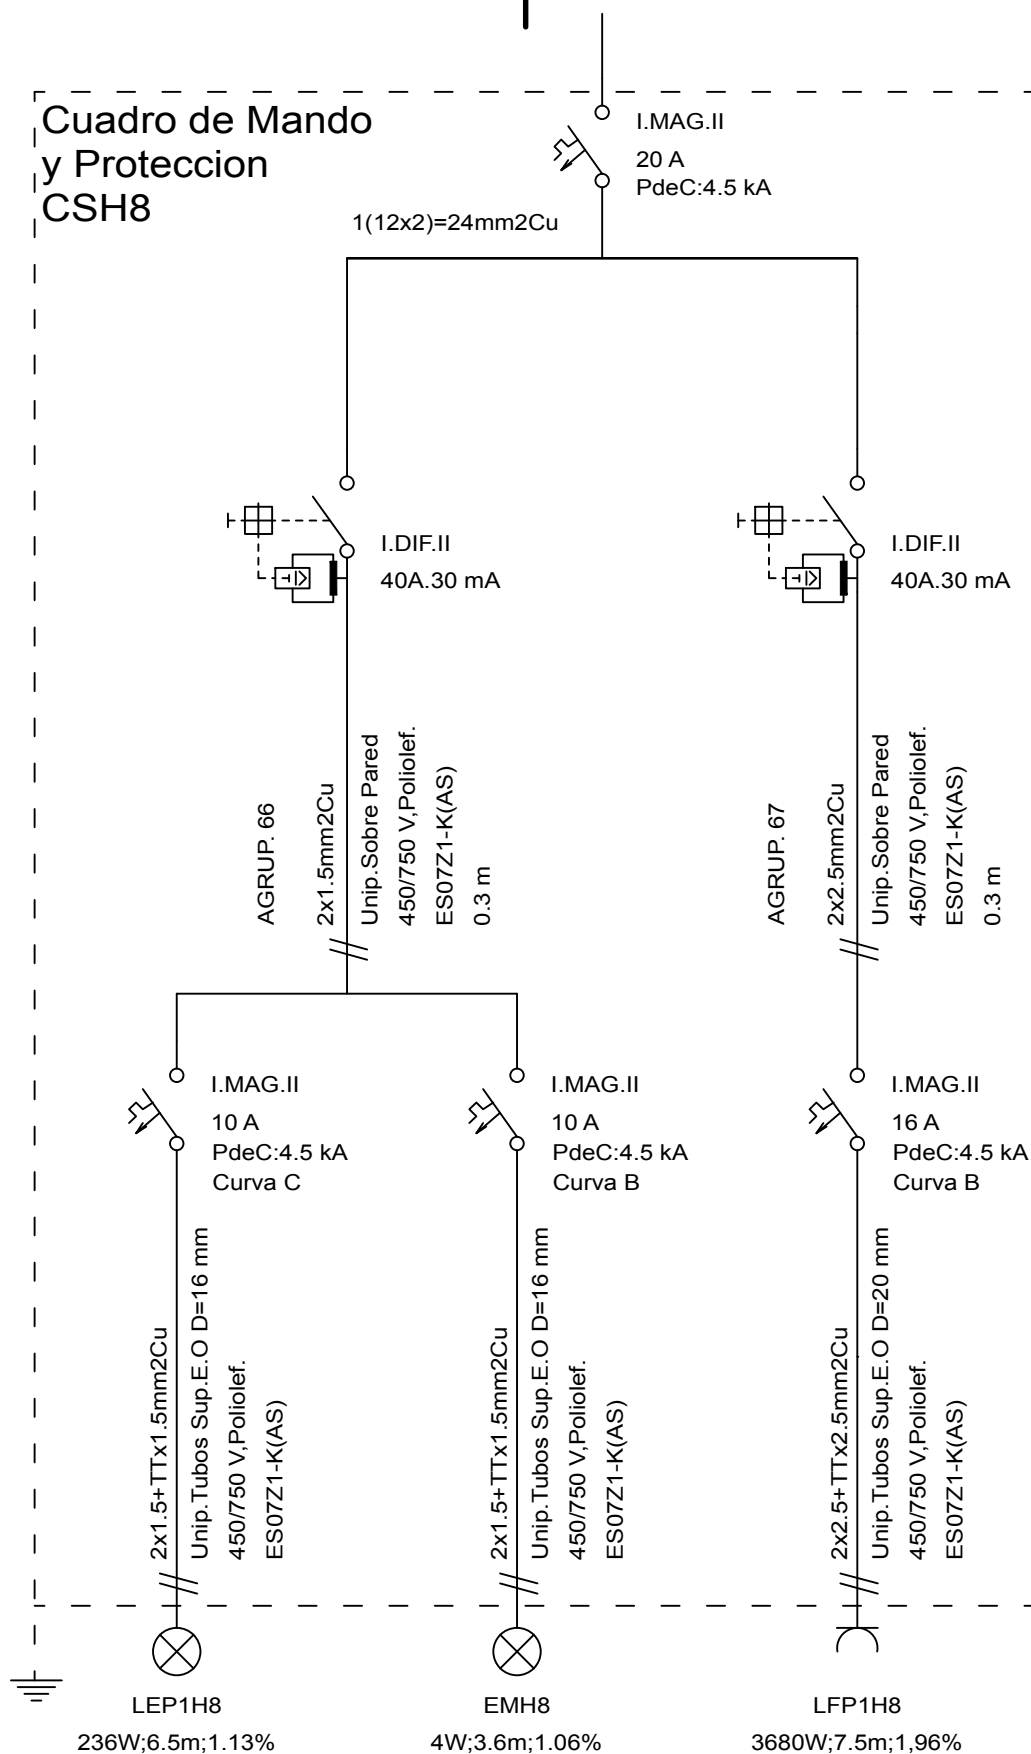 Cuadro de Mando
y Proteccion
CSH8
I.MAG.II
20 A
PdeC:4.5 kA
1(12x2)=24mm2Cu
I.DIF.II
40A.30 mA
I.DIF.II
40A.30 mA
AGRUP. 66
2x1.5mm2Cu
Unip.Sobre Pared
450/750 V,Poliolef.
ES07Z1-K(AS)
0.3 m
AGRUP. 67
2x2.5mm2Cu
Unip.Sobre Pared
450/750 V,Poliolef.
ES07Z1-K(AS)
0.3 m
I.MAG.II
10 A
PdeC:4.5 kA
Curva C
I.MAG.II
10 A
PdeC:4.5 kA
Curva B
I.MAG.II
16 A
PdeC:4.5 kA
Curva B
2x1.5+TTx1.5mm2Cu
Unip.Tubos Sup.E.O D=16 mm
450/750 V,Poliolef.
ES07Z1-K(AS)
2x1.5+TTx1.5mm2Cu
Unip.Tubos Sup.E.O D=16 mm
450/750 V,Poliolef.
ES07Z1-K(AS)
2x2.5+TTx2.5mm2Cu
Unip.Tubos Sup.E.O D=20 mm
450/750 V,Poliolef.
ES07Z1-K(AS)
LEP1H8
236W;6.5m;1.13%
EMH8
4W;3.6m;1.06%
LFP1H8
3680W;7.5m;1,96%